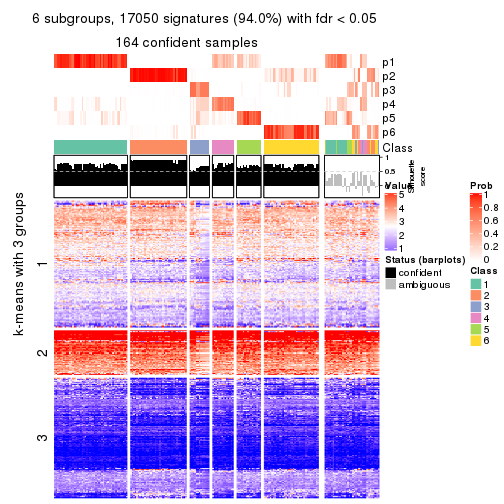 6 subgroups, 17050 signatures (94.0%) with fdr < 0.05
164 confident samples
p1
p2
p3
p4
p5
p6
Class
1
0.5
0
Silhouette
score
k-means with 3 groups
1
2
3
Value
5
4
3
2
1
Status (barplots)
confident
ambiguous
Prob
1
0.8
0.6
0.4
0.2
0
Class
1
2
3
4
5
6